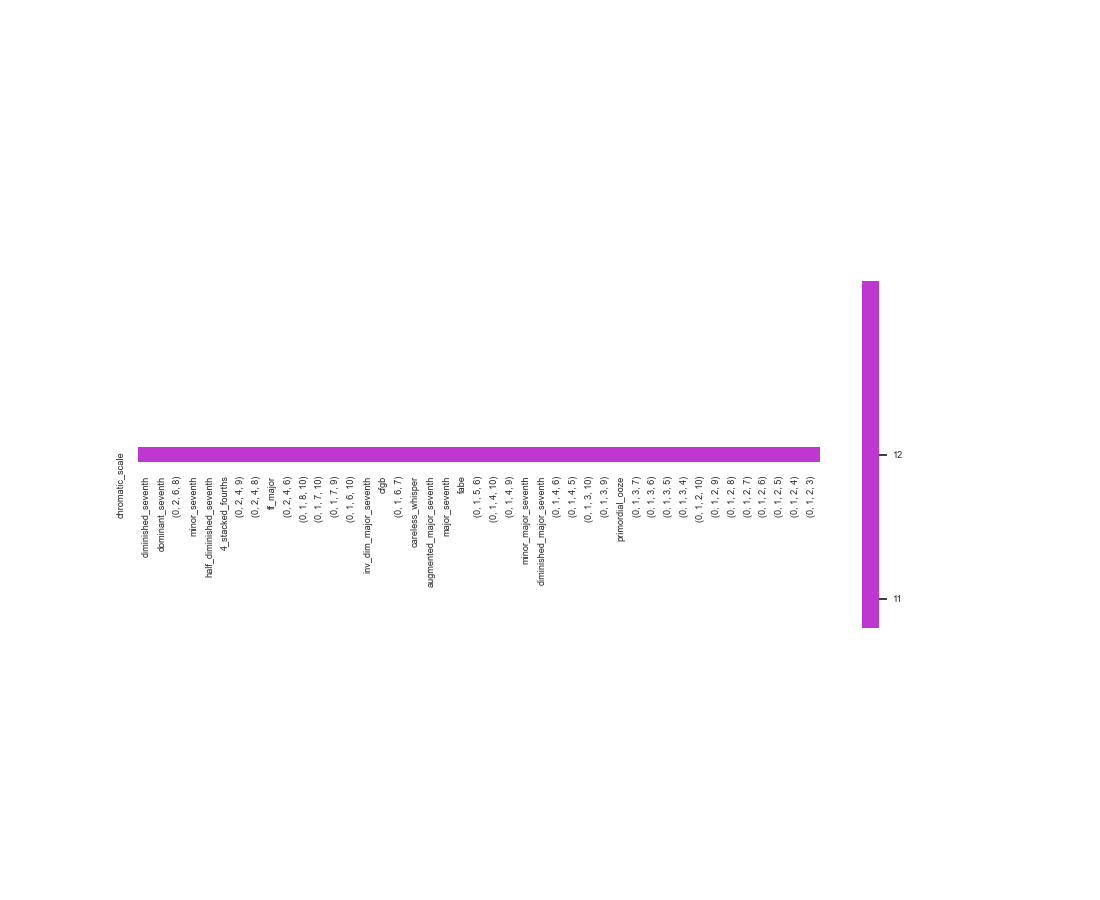 chromatic_scale
diminished_seventh
dominant_seventh
(0, 2, 6, 8)
minor_seventh
half_diminished_seventh
4_stacked_fourths
(0, 2, 4, 9)
(0, 2, 4, 8)
ff_major
(0, 2, 4, 6)
(0, 1, 8, 10)
(0, 1, 7, 10)
(0, 1, 7, 9)
(0, 1, 6, 10)
inv_dim_major_seventh
cfgb
(0, 1, 6, 7)
careless_whisper
augmented_major_seventh
major_seventh
fabe
(0, 1, 5, 6)
(0, 1, 4, 10)
(0, 1, 4, 9)
minor_major_seventh
diminished_major_seventh
(0, 1, 4, 6)
(0, 1, 4, 5)
(0, 1, 3, 10)
(0, 1, 3, 9)
primordial_ooze
(0, 1, 3, 7)
(0, 1, 3, 6)
(0, 1, 3, 5)
(0, 1, 3, 4)
(0, 1, 2, 10)
(0, 1, 2, 9)
(0, 1, 2, 8)
(0, 1, 2, 7)
(0, 1, 2, 6)
(0, 1, 2, 5)
(0, 1, 2, 4)
(0, 1, 2, 3)
12
11